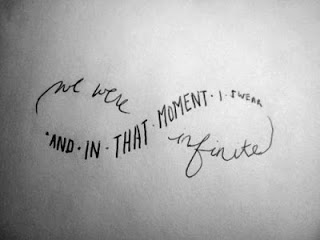 "AND · IN · THAT · MOMENT · I · SWEAR
we were
infinite